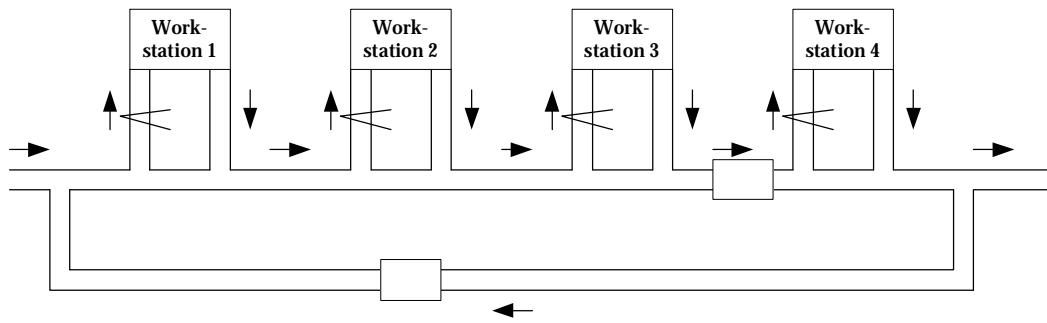 Work-
station 1
Work-
station 2
Work-
station 3
Work-
station 4